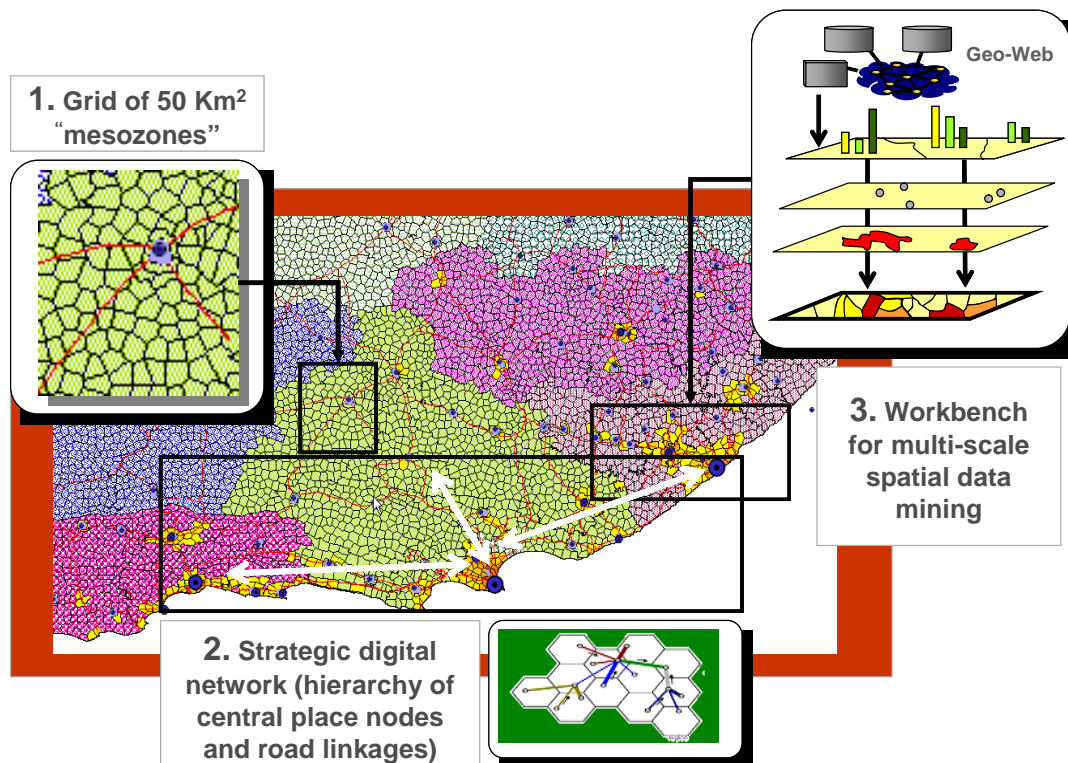 1. Grid of 50 Km²
“mesozones”
Geo-Web
3. Workbench
for multi-scale
spatial data
mining
2. Strategic digital
network (hierarchy of
central place nodes
and road linkages)